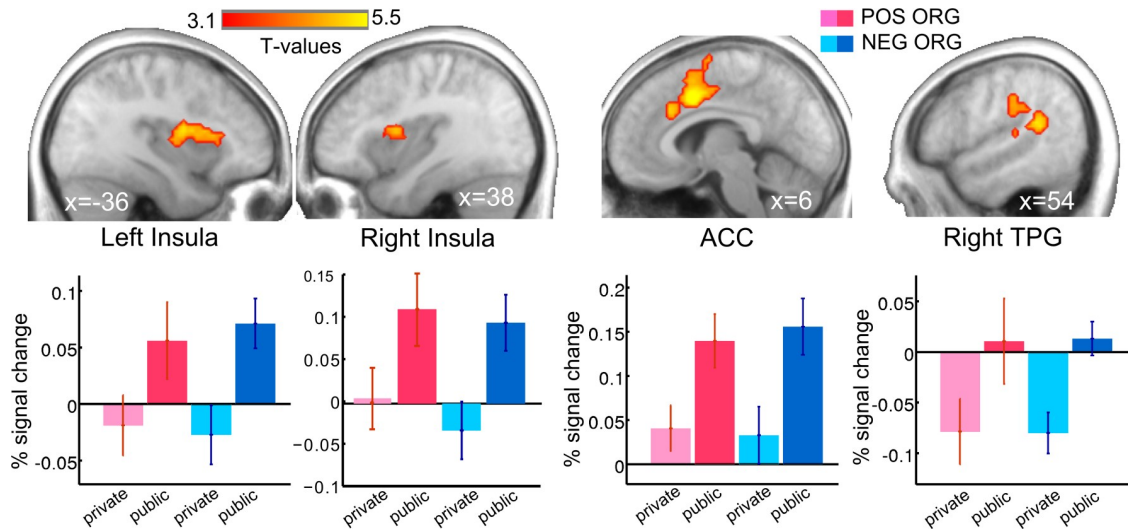 3.1 5.5
T-values
POS ORG
NEG ORG
x=-36
x=38
x=6
x=54
Left Insula
Right Insula
ACC
Right TPG
% signal change
0.1
0.05
0
-0.05
private public private public
% signal change
0.15
0.1
0.05
0
-0.05
-0.1
private public private public
% signal change
0.2
0.15
0.1
0.05
0
private public private public
% signal change
0.05
0
-0.05
-0.1
private public private public